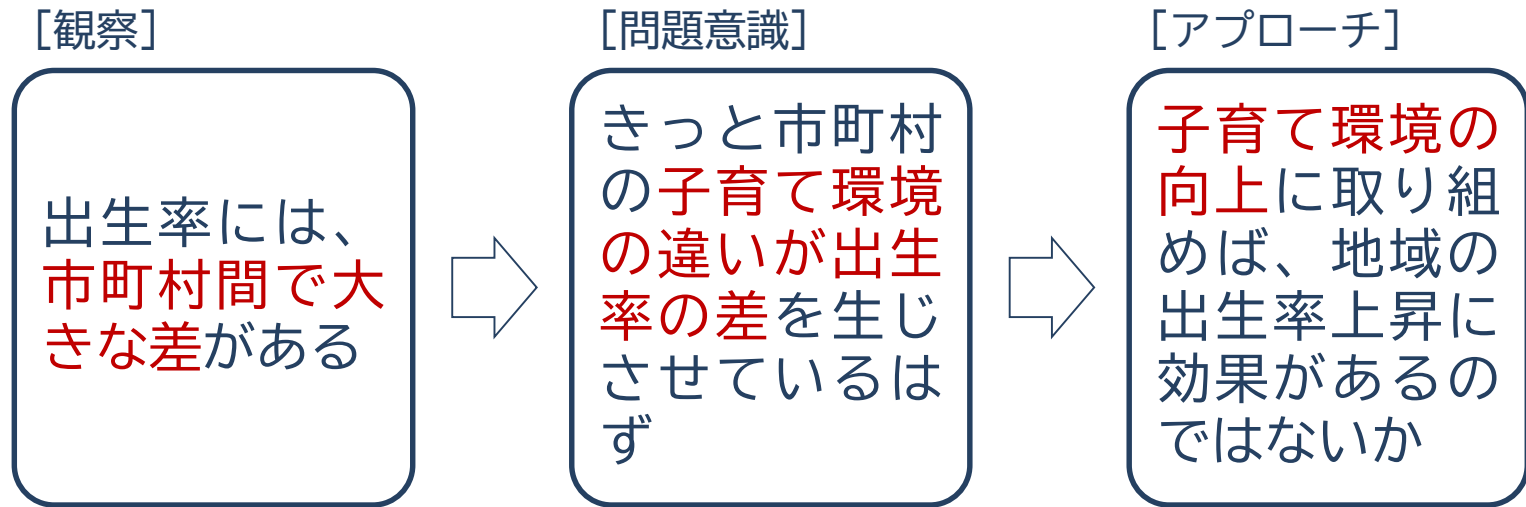 ［観察］
出生率には、
市町村間で大
きな差がある
［問題意識］
きっと市町村
の子育て環境
の違いが出生
率の差を生じ
させているは
ず
［アプローチ］
子育て環境の
向上に取り組
めば、地域の
出生率上昇に
効果があるの
ではないか